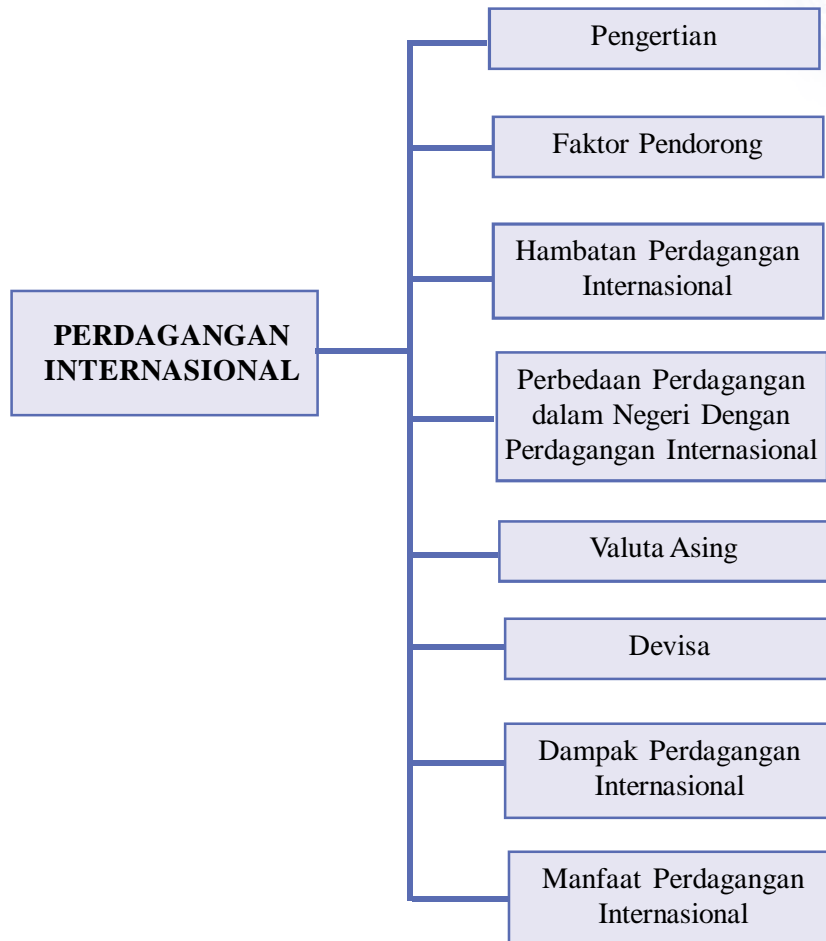 PERDAGANGAN
INTERNASIONAL
Pengertian
Faktor Pendorong
Hambatan Perdagangan
Internasional
Perbedaan Perdagangan
dalam Negeri Dengan
Perdagangan Internasional
Valuta Asing
Devisa
Dampak Perdagangan
Internasional
Manfaat Perdagangan
Internasional